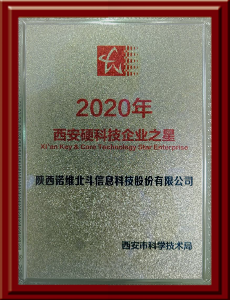 2020年
西安硬科技企业之星
Xi'an Key & Core Technology Star Enterprise
陕西诺维北斗信息科技股份有限公司
西安市科学技术局